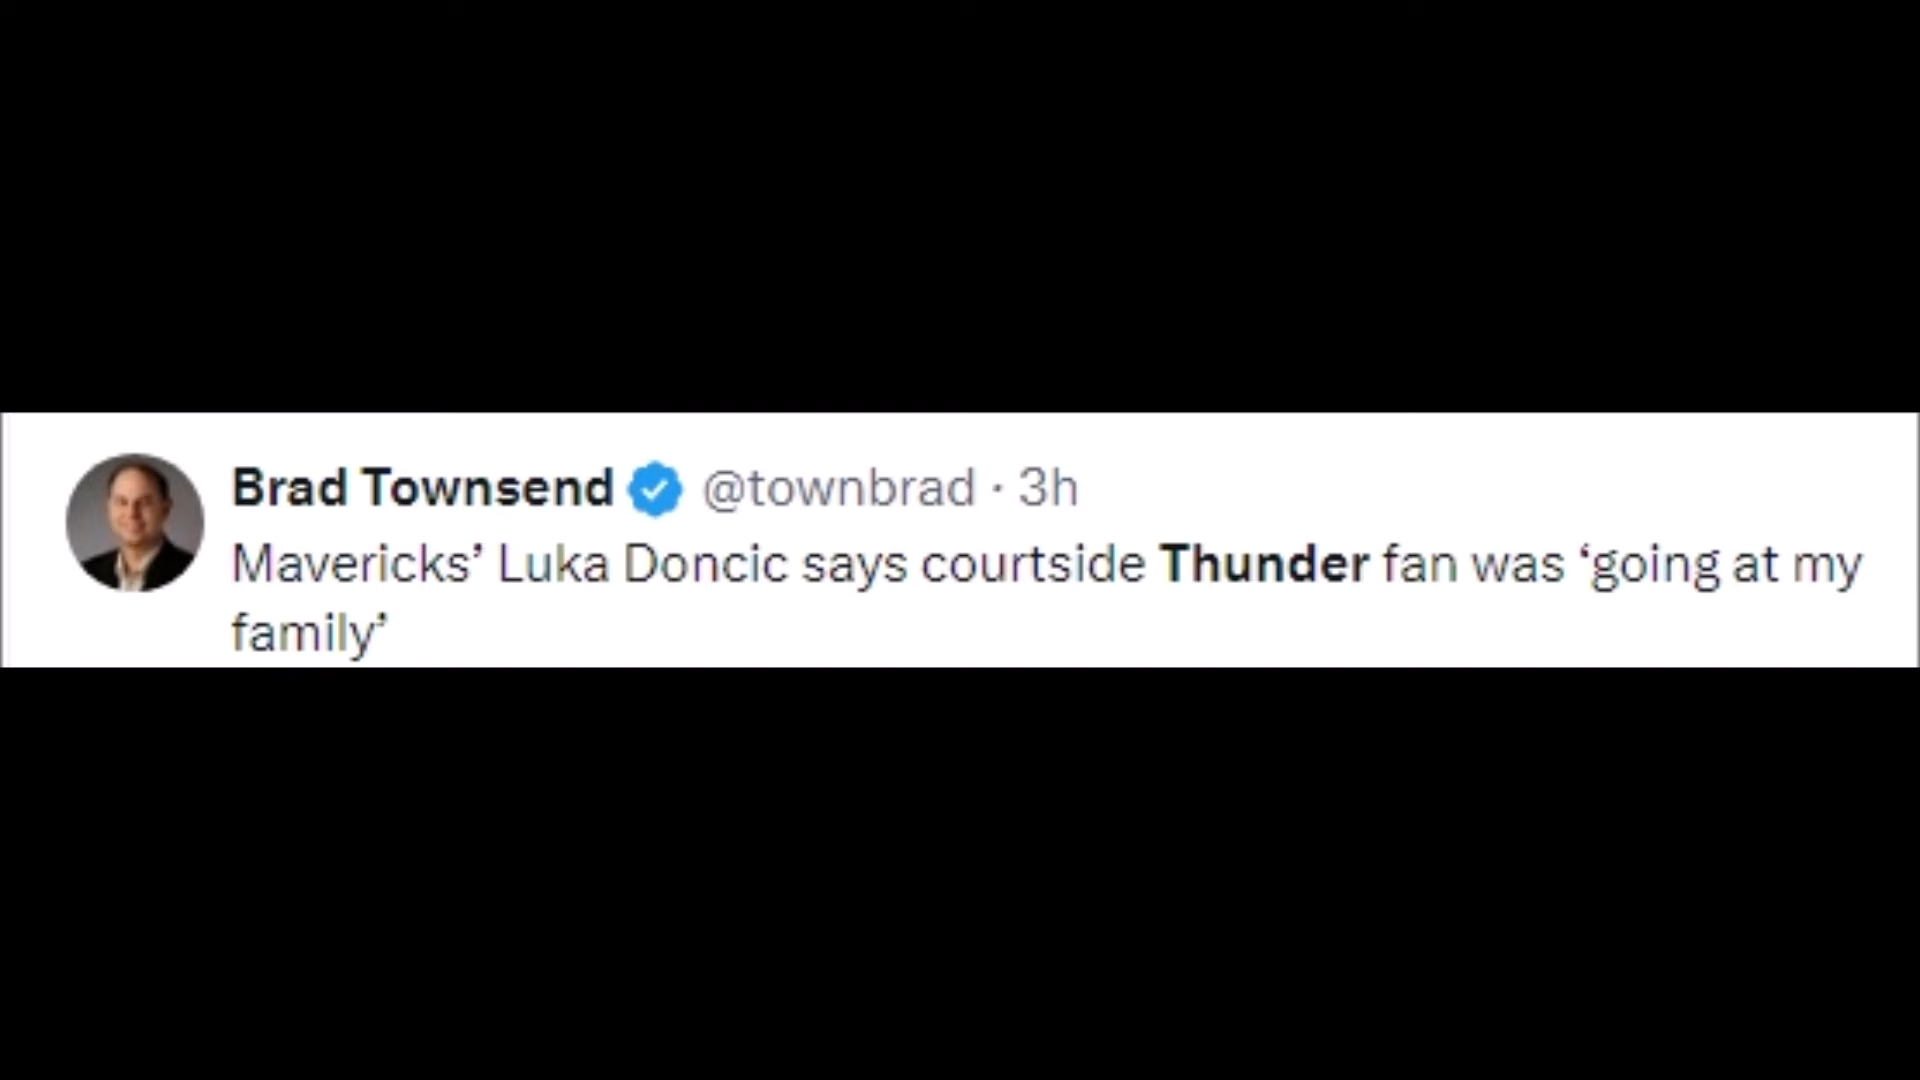 Brad Townsend @townbrad · 3h
Mavericks’ Luka Doncic says courtside Thunder fan was ‘going at my
family’